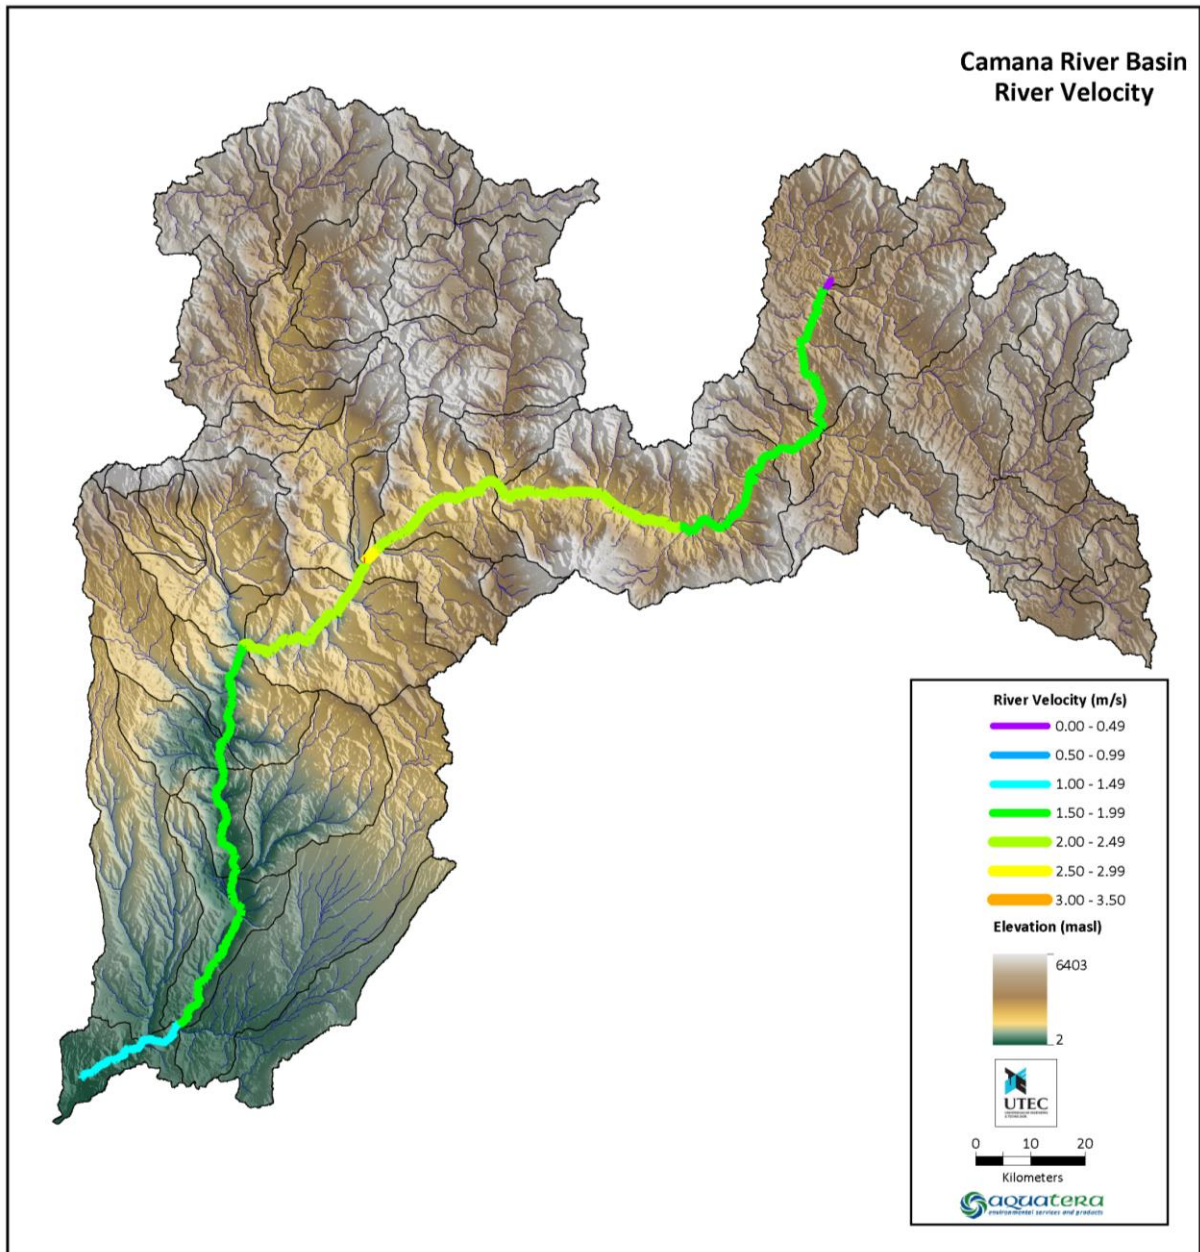 Camana River Basin
River Velocity
River Velocity (m/s)
0.00 - 0.49
0.50 - 0.99
1.00 - 1.49
1.50 - 1.99
2.00 - 2.49
2.50 - 2.99
3.00 - 3.50
Elevation (masl)
6403
2
UTEC
0 10 20
Kilometers
aquatera
environmental services and products